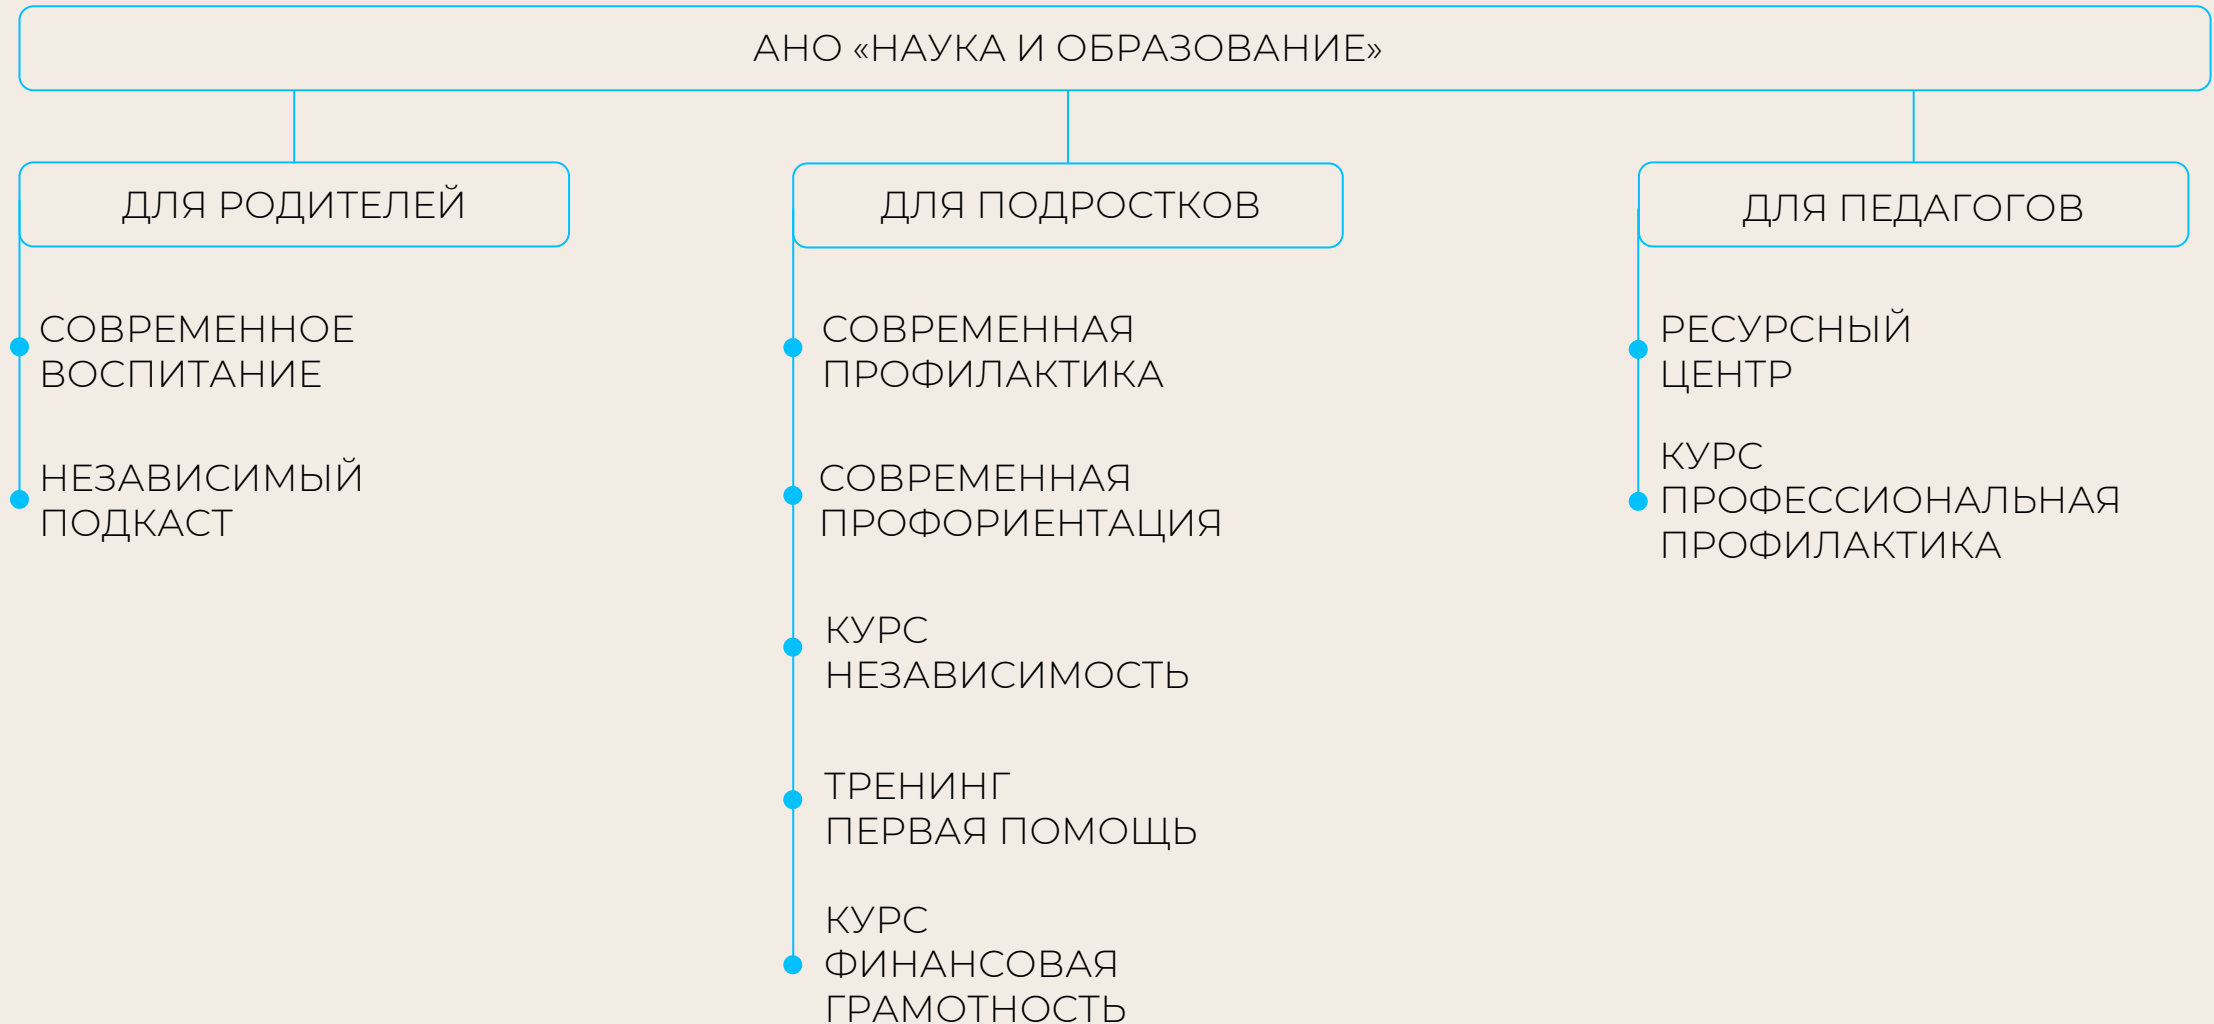 АНО «НАУКА И ОБРАЗОВАНИЕ»
ДЛЯ РОДИТЕЛЕЙ
СОВРЕМЕННОЕ
ВОСПИТАНИЕ
НЕЗАВИСИМЫЙ
ПОДКАСТ
ДЛЯ ПОДРОСТКОВ
СОВРЕМЕННАЯ
ПРОФИЛАКТИКА
СОВРЕМЕННАЯ
ПРОФОРИЕНТАЦИЯ
КУРС
НЕЗАВИСИМОСТЬ
ТРЕНИНГ
ПЕРВАЯ ПОМОЩЬ
КУРС
ФИНАНСОВАЯ
ГРАМОТНОСТЬ
ДЛЯ ПЕДАГОГОВ
РЕСУРСНЫЙ
ЦЕНТР
КУРС
ПРОФЕССИОНАЛЬНАЯ
ПРОФИЛАКТИКА